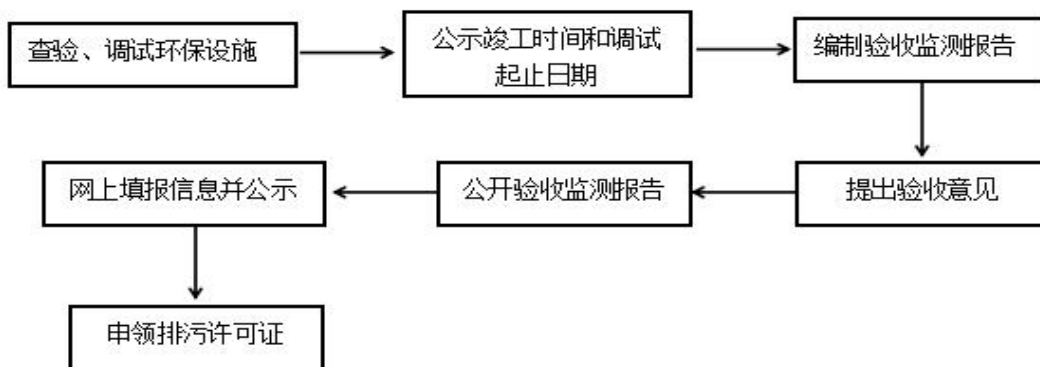 查验、调试环保设施
公示竣工时间和调试
起止日期
编制验收监测报告
提出验收意见
公开验收监测报告
网上填报信息并公示
申领排污许可证